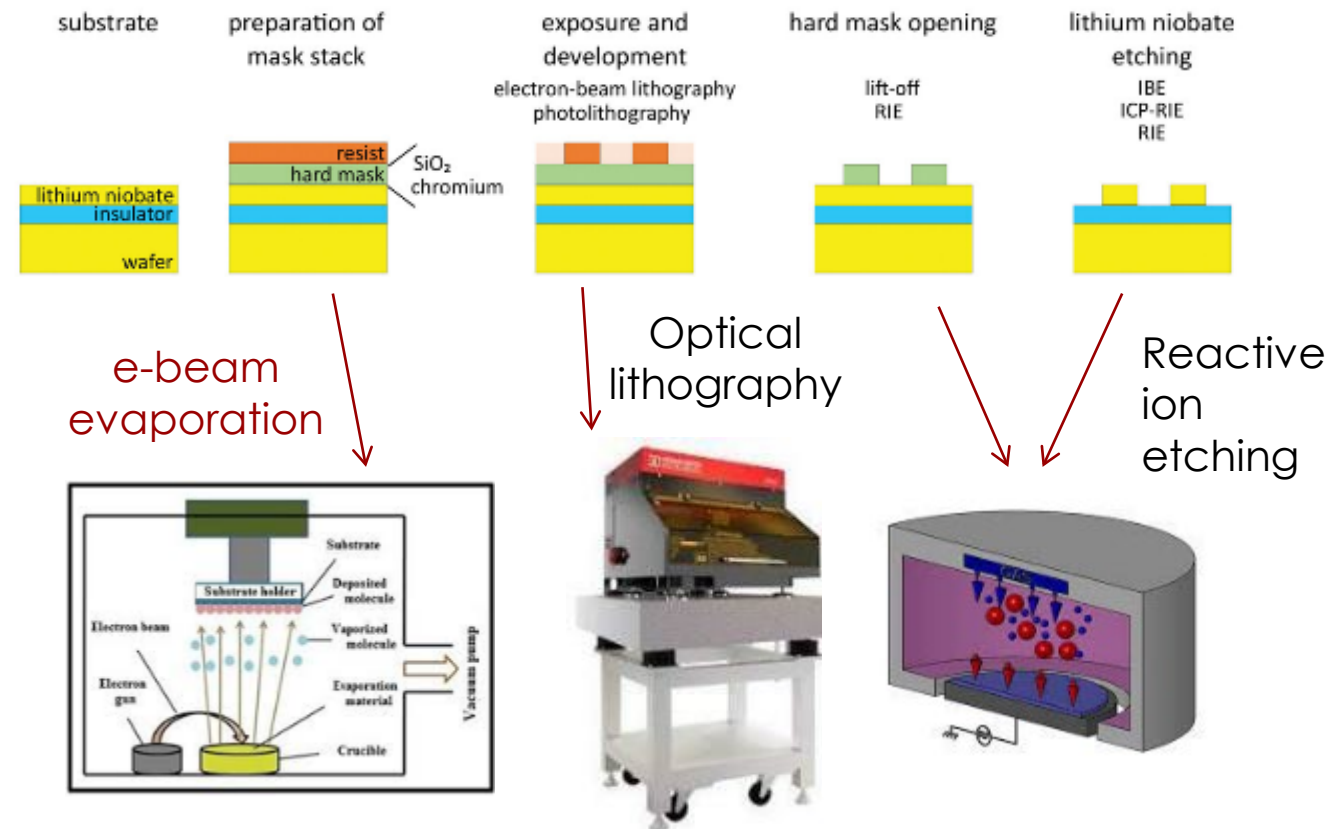 substrate
preparation of
mask stack
exposure and
development
electron-beam lithography
photolithography
hard mask opening
lift-off
RIE
lithium niobate
etching
IBE
ICP-RIE
RIE
lithium niobate
insulator
wafer
resist
hard mask
SiO₂
chromium
e-beam
evaporation
Optical
lithography
Reactive
ion
etching
Substrate
Substrate holder
Deposited
molecule
Electron beam
Vaporized
molecule
Electron
gun
Evaporation
material
Crucible
Vacuum pump